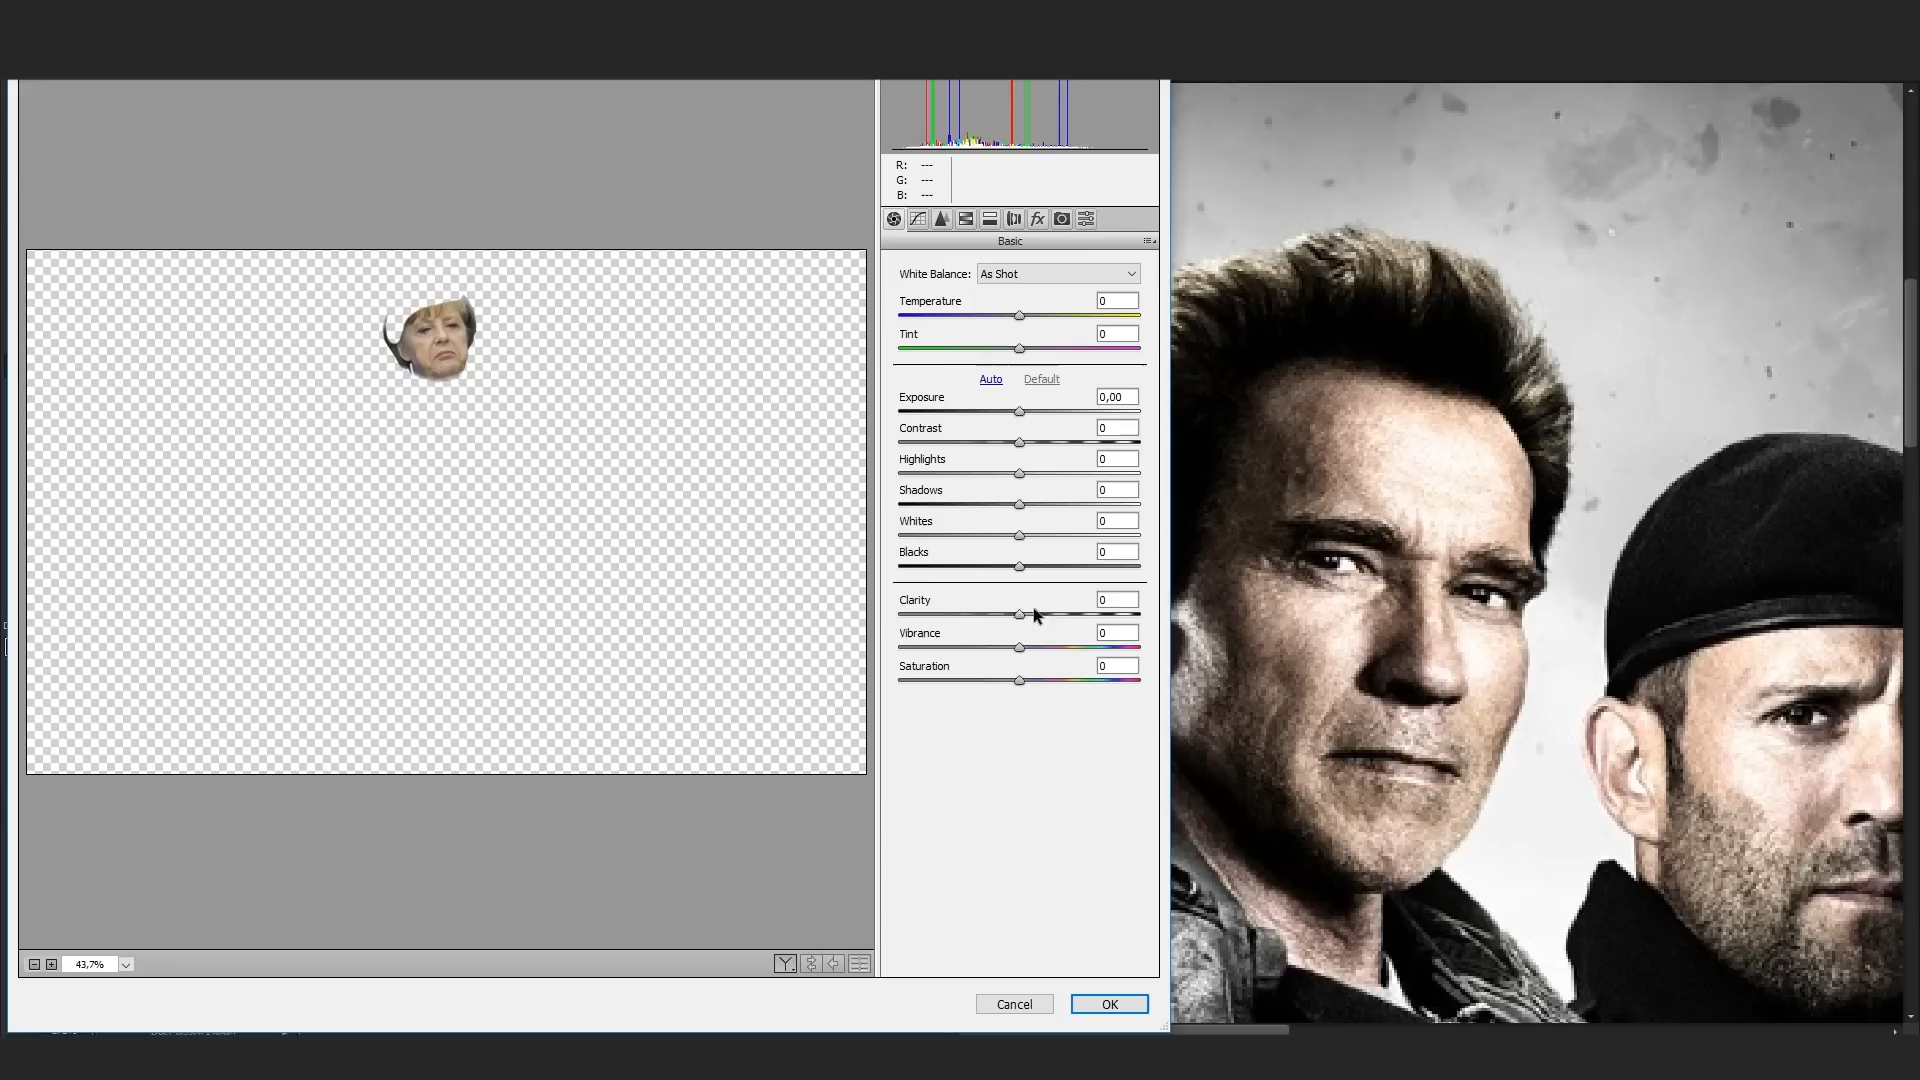 R: ---
G: ---
B: ---
fx
Basic
White Balance: As Shot
Temperature 0
Tint 0
Auto Default
Exposure 0,00
Contrast 0
Highlights 0
Shadows 0
Whites 0
Blacks 0
Clarity 0
Vibrance 0
Saturation 0
43,7%
Y
Cancel OK